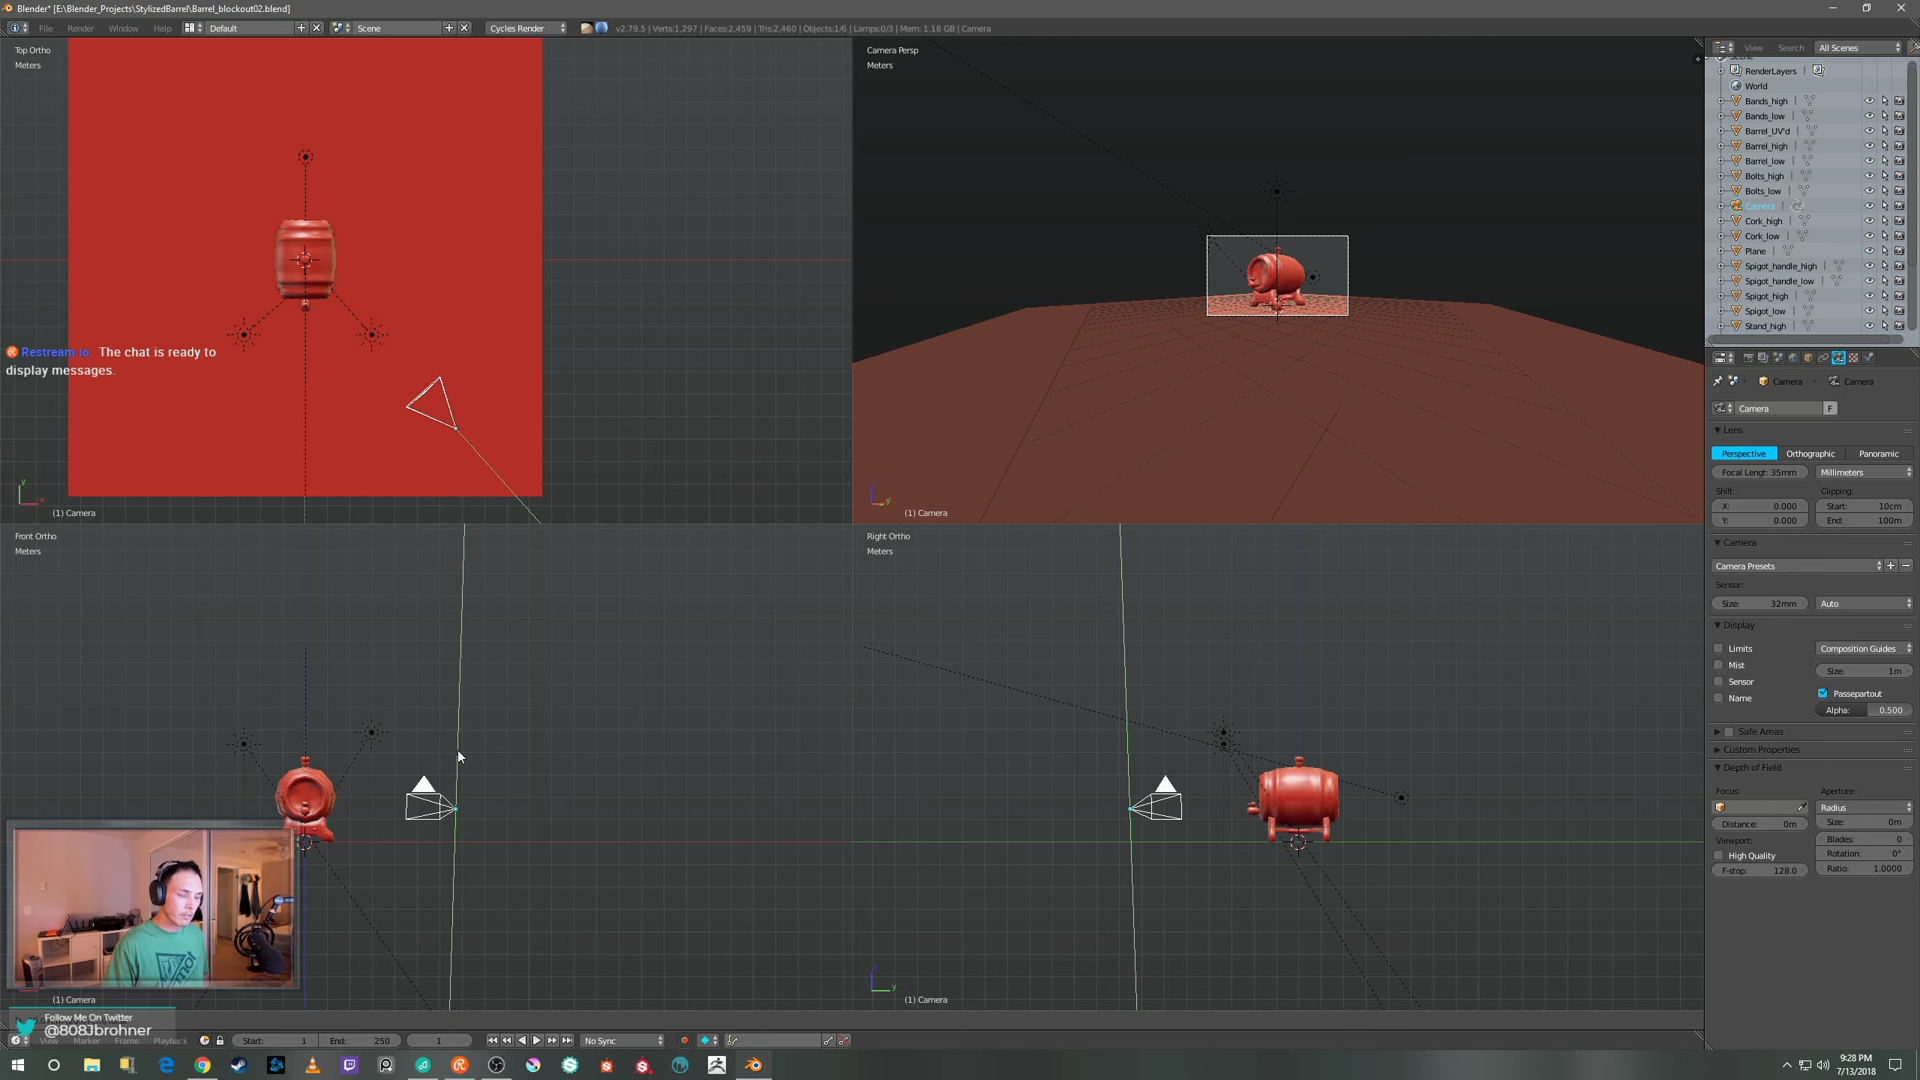 Blender* [E:\Blender_Projects\StylizedBarrel\Barrel_blockout02.blend]
File Render Window Help Default Scene Cycles Render v2.79.5 | Verts:1,297 | Faces:2,459 | Tris:2,460 | Objects:1/6 | Lamps:0/3 | Mem: 1.18 GB | Camera
Top Ortho
Meters
Restream.io The chat is ready to
display messages.
(1) Camera
Camera Persp
Meters
(1) Camera
Front Ortho
Meters
(1) Camera
Right Ortho
Meters
(1) Camera
View Search All Scenes
Scene
RenderLayers
World
Bands_high
Bands_low
Barrel_UV'd
Barrel_high
Barrel_low
Bolts_high
Bolts_low
Camera
Cork_high
Cork_low
Plane
Spigot_handle_high
Spigot_handle_low
Spigot_high
Spigot_low
Stand_high
Camera Camera
Camera F
Lens
Perspective Orthographic Panoramic
Focal Lengt: 35mm Millimeters
Shift: Clipping:
X: 0.000 Start: 10cm
Y: 0.000 End: 100m
Camera
Camera Presets
Sensor:
Size: 32mm Auto
Display
Limits Composition Guides
Mist Size: 1m
Sensor
Name Passepartout
Alpha: 0.500
Safe Areas
Custom Properties
Depth of Field
Focus: Aperture:
Radius
Distance: 0m Size: 0m
Viewport: Blades: 0
High Quality Rotation: 0°
F-stop: 128.0 Ratio: 1.0000
Follow Me On Twitter
@808Jbrohner
View Marker Frame Playback Start: 1 End: 250 1 No Sync
9:28 PM
7/13/2018